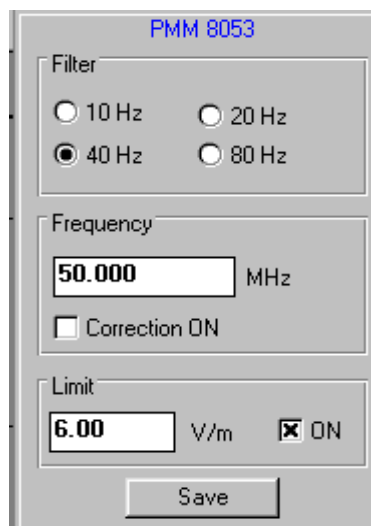 PMM 8053
Filter
10 Hz 20 Hz
40 Hz 80 Hz
Frequency
50.000 MHz
Correction ON
Limit
6.00 V/m ON
Save